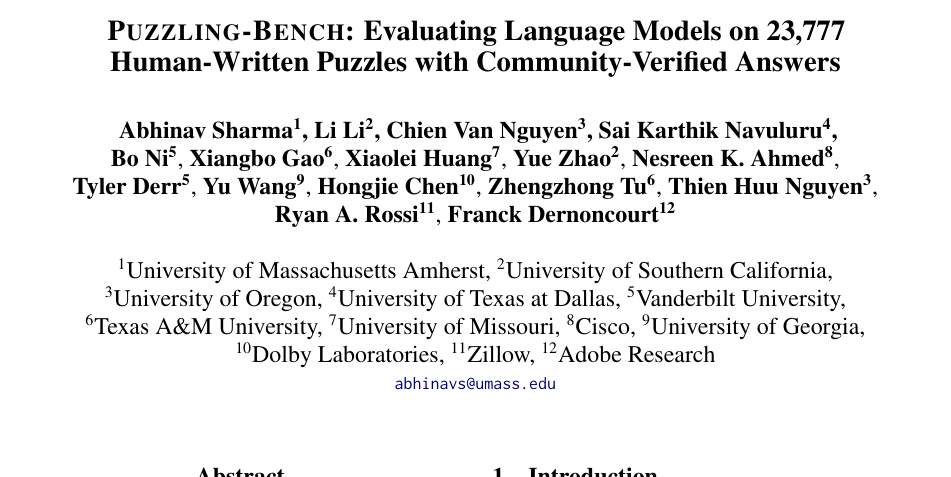 PUZZLING-BENCH: Evaluating Language Models on 23,777
Human-Written Puzzles with Community-Verified Answers
Abhinav Sharma1, Li Li2, Chien Van Nguyen3, Sai Karthik Navuluru4,
Bo Ni5, Xiangbo Gao6, Xiaolei Huang7, Yue Zhao2, Nesreen K. Ahmed8,
Tyler Derr5, Yu Wang9, Hongjie Chen10, Zhengzhong Tu6, Thien Huu Nguyen3,
Ryan A. Rossi11, Franck Dernoncourt12
1University of Massachusetts Amherst, 2University of Southern California,
3University of Oregon, 4University of Texas at Dallas, 5Vanderbilt University,
6Texas A&M University, 7University of Missouri, 8Cisco, 9University of Georgia,
10Dolby Laboratories, 11Zillow, 12Adobe Research
abhinavs@umass.edu
Abstract
1 Introduction